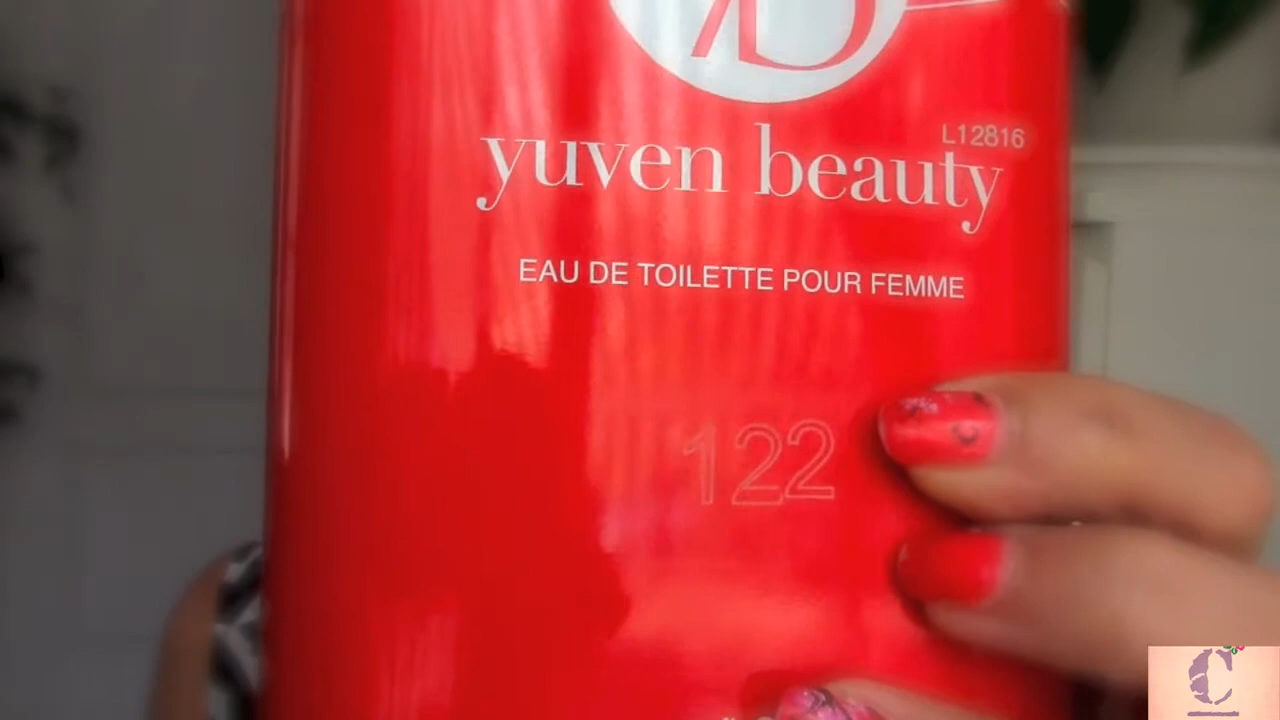 L12816
yuven beauty
EAU DE TOILETTE POUR FEMME
122
C